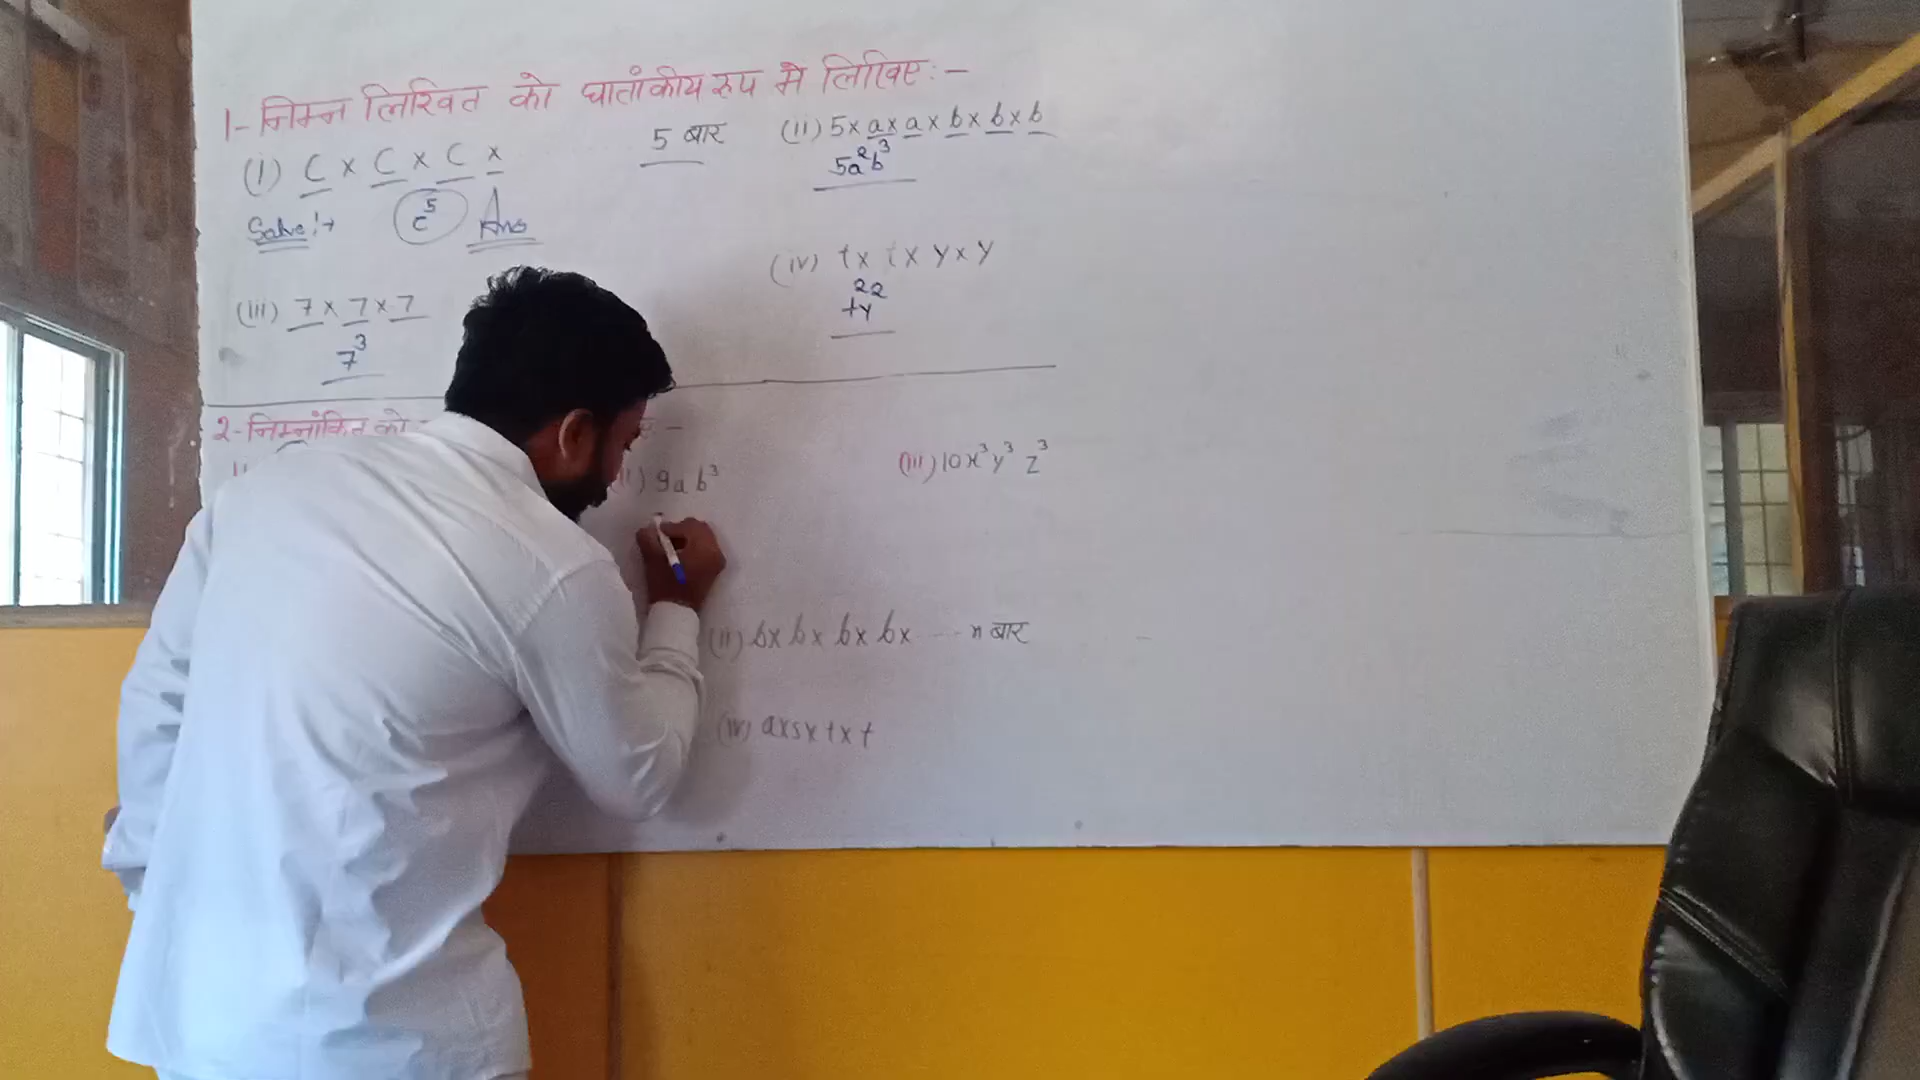 1- निम्न लिखित को घातांकीय रूप मे लिखिए:-
(i) C x C x C x 5 बार
Solve:→ c⁵ Ans
(ii) 5 x a x a x b x b x b
5a²b³
(iii) 7 x 7 x 7
7³
(iv) t x t x y x y
t²y²
2- निम्नांकित को
(ii) 9ab³
(iii) 10x³y³z³
(ii) b x b x b x b x ---- n बार
(iv) a x s x t x t